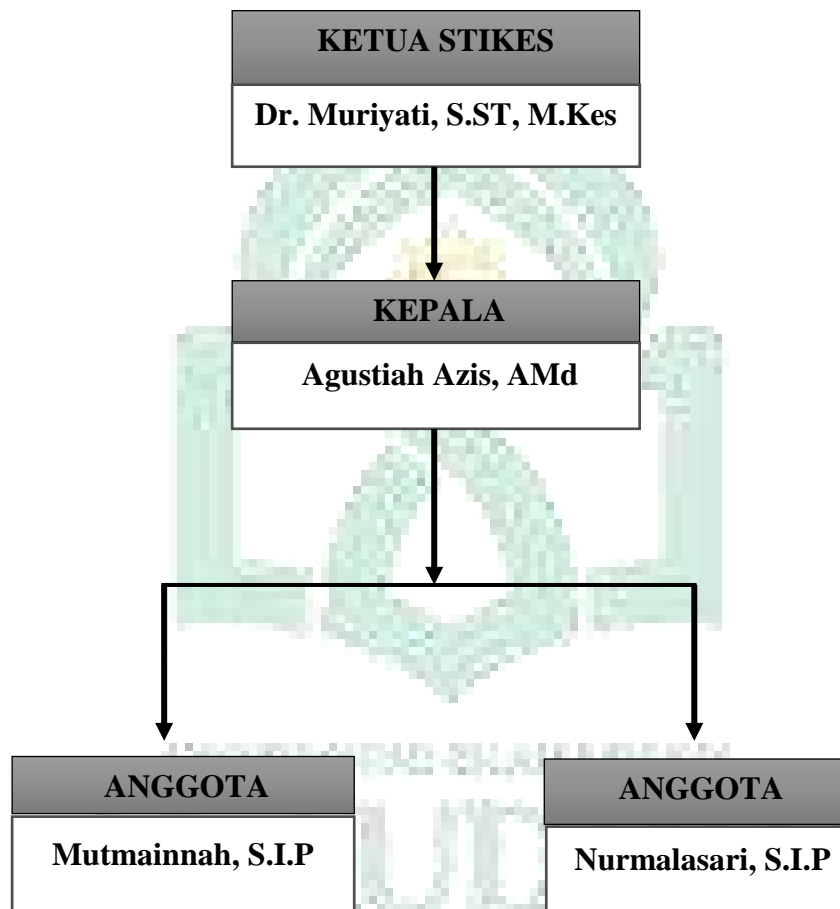 KETUA STIKES
Dr. Muriyati, S.ST, M.Kes
KEPALA
Agustiah Azis, AMd
ANGGOTA
Mutmainnah, S.I.P
ANGGOTA
Nurmalasari, S.I.P